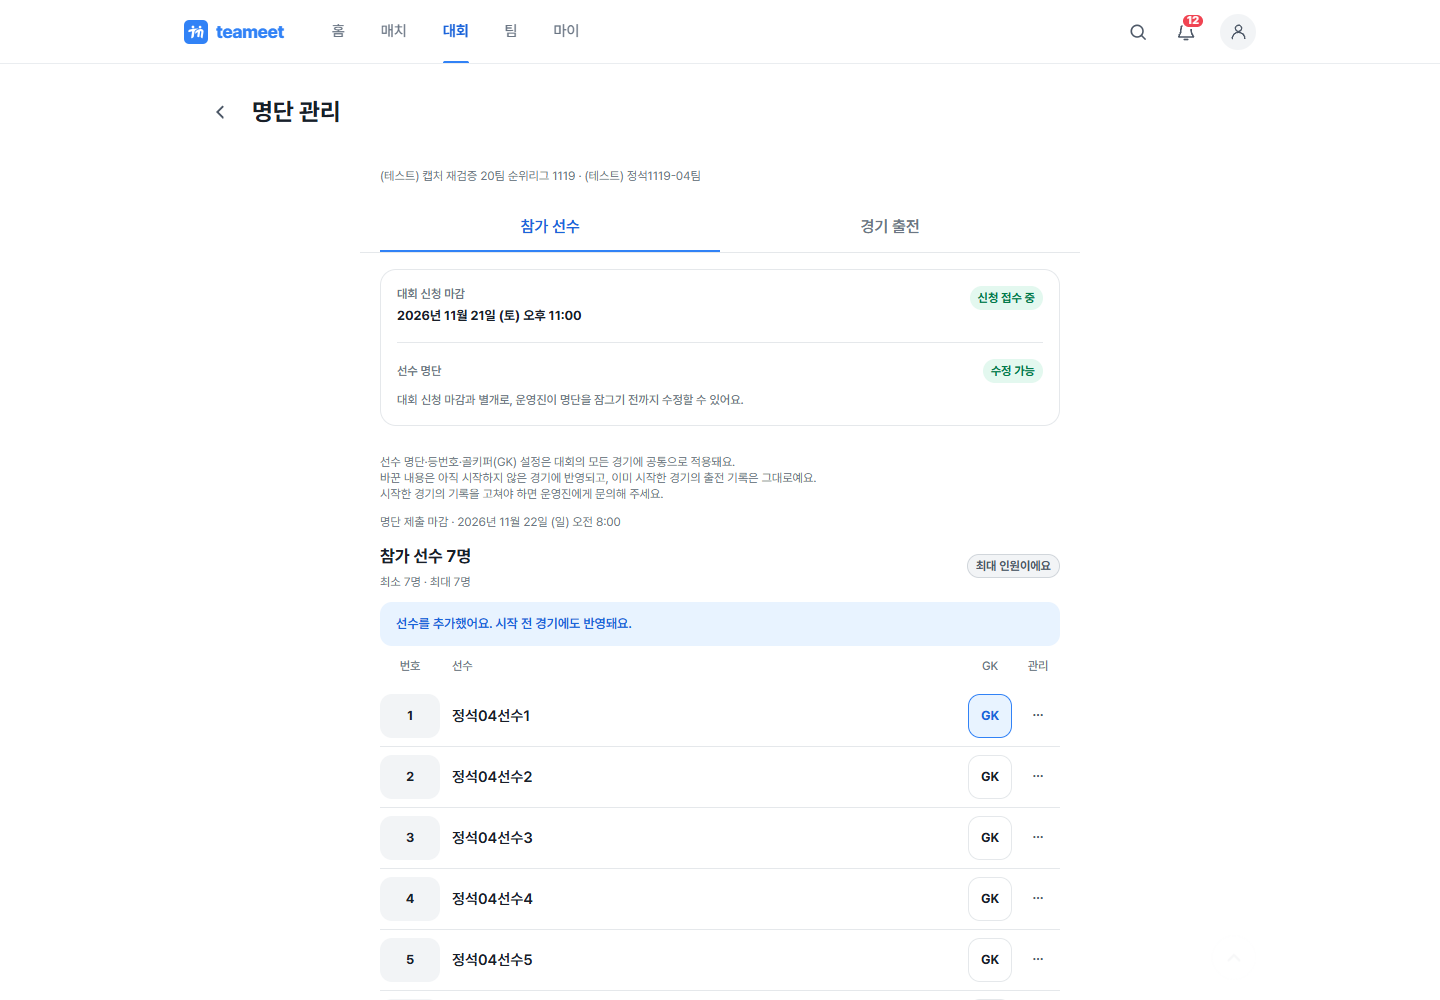 teameet
홈
매치
대회
팀
마이
12
명단 관리
(테스트) 캡처 재검증 20팀 순위리그 1119 · (테스트) 정석1119-04팀
참가 선수
경기 출전
대회 신청 마감
신청 접수 중
2026년 11월 21일 (토) 오후 11:00
선수 명단
수정 가능
대회 신청 마감과 별개로, 운영진이 명단을 잠그기 전까지 수정할 수 있어요.
선수 명단·등번호·골키퍼(GK) 설정은 대회의 모든 경기에 공통으로 적용돼요.
바꾼 내용은 아직 시작하지 않은 경기에 반영되고, 이미 시작한 경기의 출전 기록은 그대로예요.
시작한 경기의 기록을 고쳐야 하면 운영진에게 문의해 주세요.
명단 제출 마감 · 2026년 11월 22일 (일) 오전 8:00
참가 선수 7명
최대 인원이에요
최소 7명 · 최대 7명
선수를 추가했어요. 시작 전 경기에도 반영돼요.
번호 선수 GK 관리
1 정석04선수1 GK ···
2 정석04선수2 GK ···
3 정석04선수3 GK ···
4 정석04선수4 GK ···
5 정석04선수5 GK ···